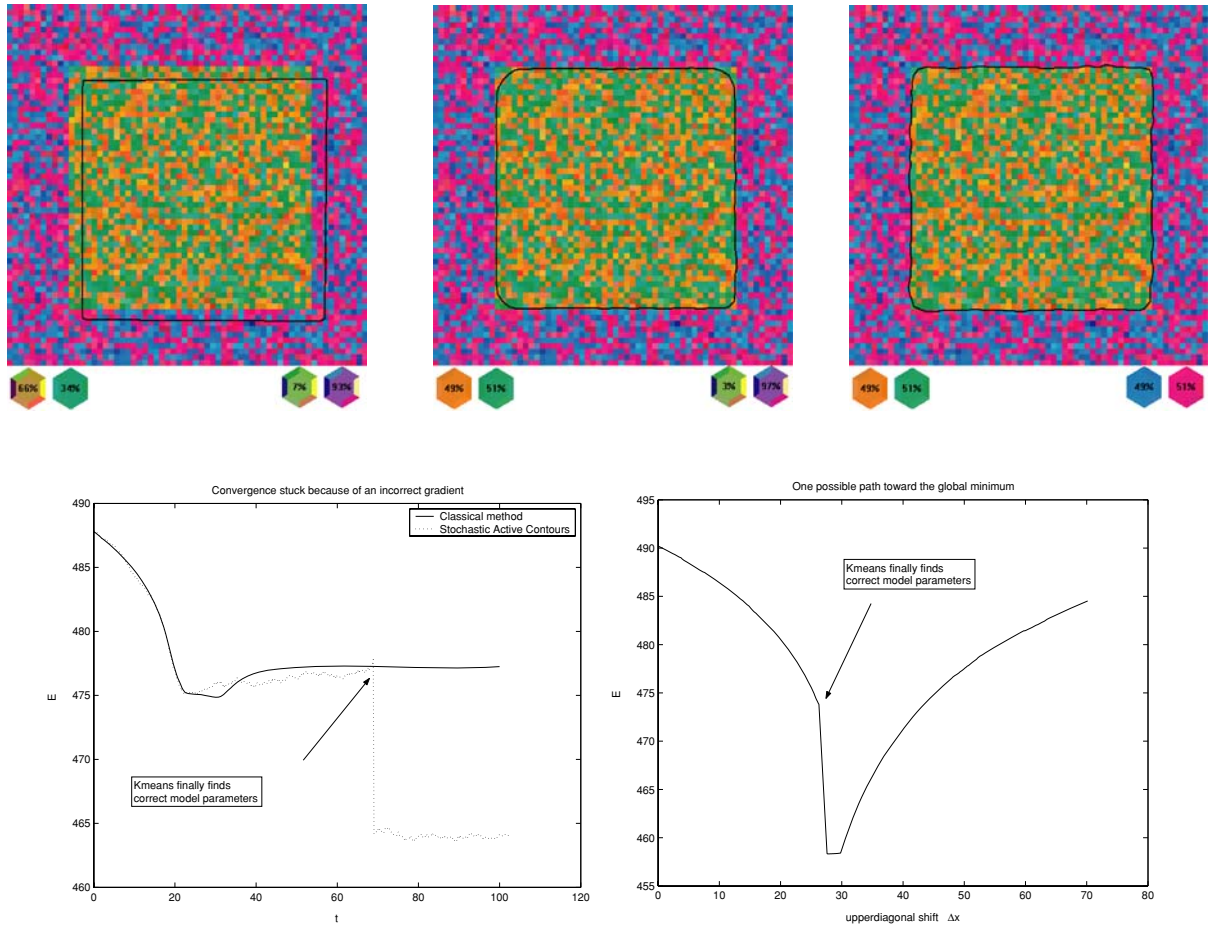 66% 34% 7% 93%
49% 51% 3% 97%
49% 51% 49% 51%
Convergence stuck because of an incorrect gradient
Classical method
Stochastic Active Contours
Kmeans finally finds
correct model parameters
490
485
480
475
470
465
460
E
0 20 40 60 80 100 120
t
One possible path toward the global minimum
Kmeans finally finds
correct model parameters
495
490
485
480
475
470
465
460
455
E
0 10 20 30 40 50 60 70 80
upperdiagonal shift Δx